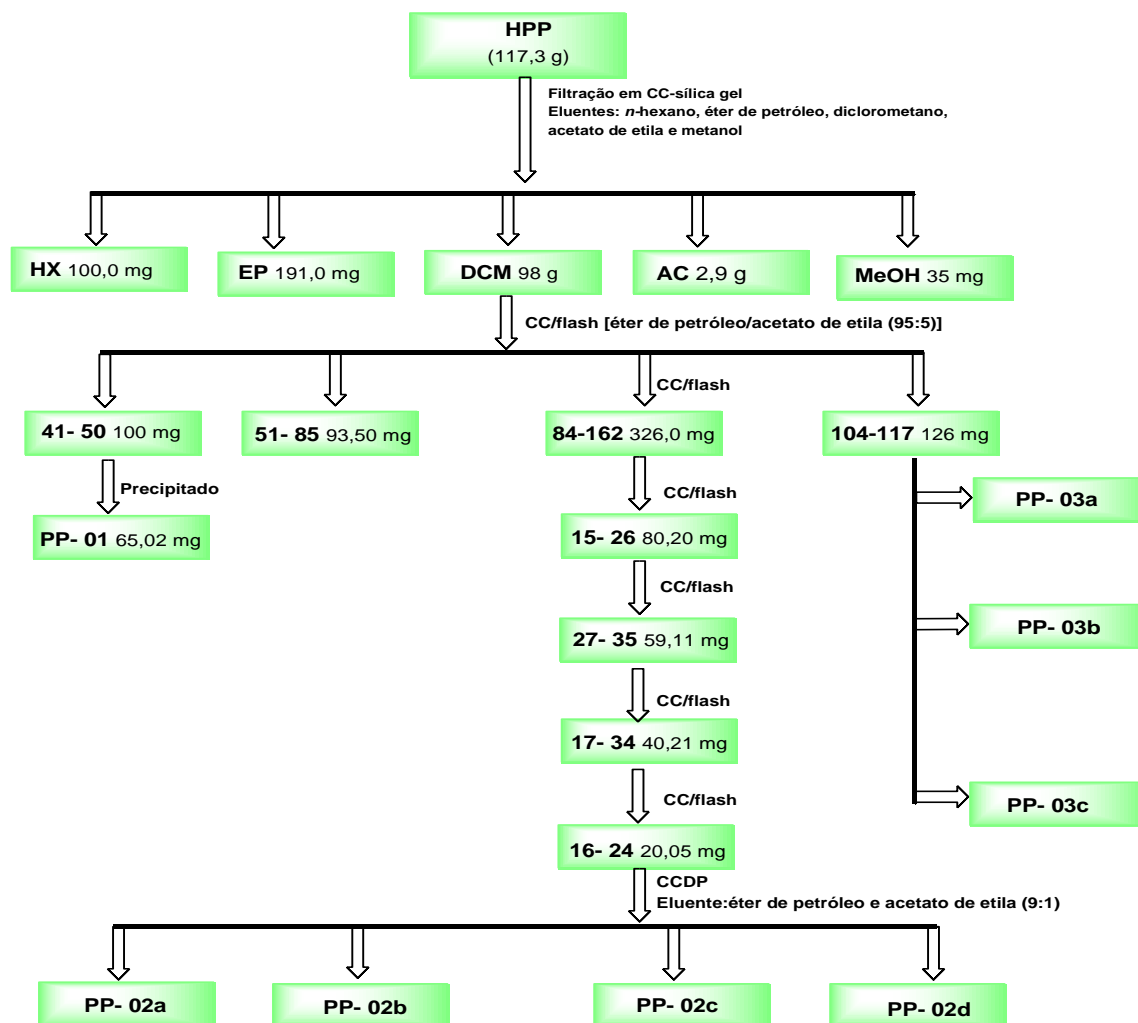 HPP
(117,3 g)
Filtração em CC-sílica gel
Eluentes: n-hexano, éter de petróleo, diclorometano,
acetato de etila e metanol
HX 100,0 mg
EP 191,0 mg
DCM 98 g
AC 2,9 g
MeOH 35 mg
CC/flash [éter de petróleo/acetato de etila (95:5)]
CC/flash
41- 50 100 mg
51- 85 93,50 mg
84-162 326,0 mg
104-117 126 mg
Precipitado
PP- 01 65,02 mg
CC/flash
15- 26 80,20 mg
CC/flash
27- 35 59,11 mg
CC/flash
17- 34 40,21 mg
CC/flash
16- 24 20,05 mg
PP- 03a
PP- 03b
PP- 03c
CCDP
Eluente:éter de petróleo e acetato de etila (9:1)
PP- 02a
PP- 02b
PP- 02c
PP- 02d